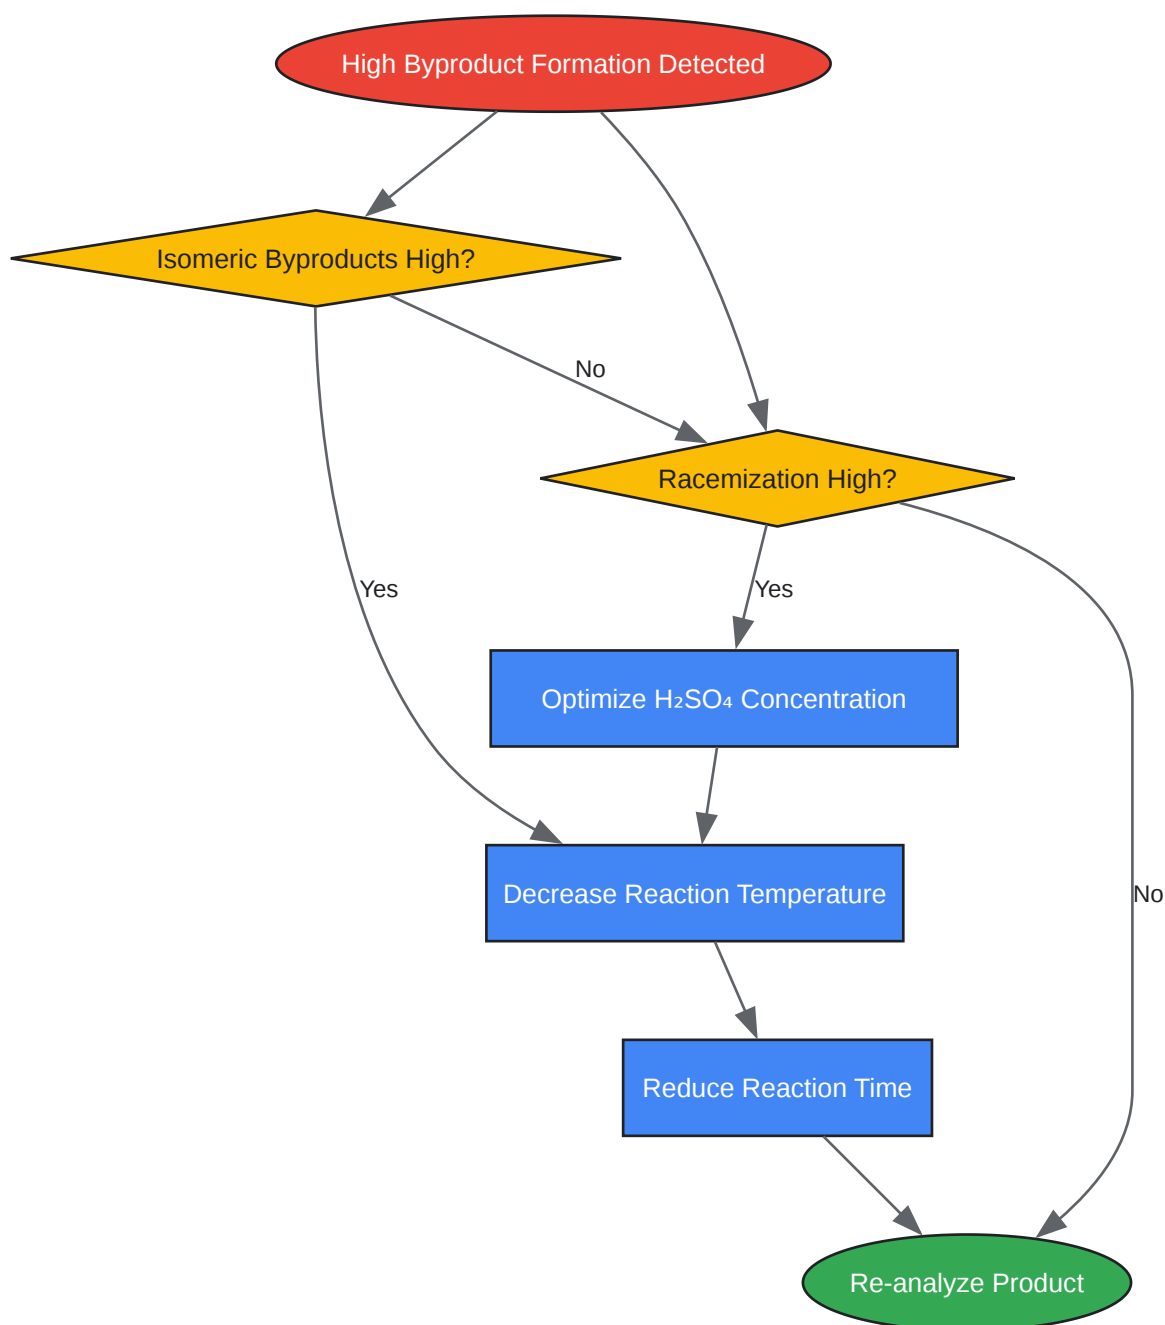 High Byproduct Formation Detected
Isomeric Byproducts High?
No
Racemization High?
Yes
Yes
Optimize H₂SO₄ Concentration
Decrease Reaction Temperature
No
Reduce Reaction Time
Re-analyze Product